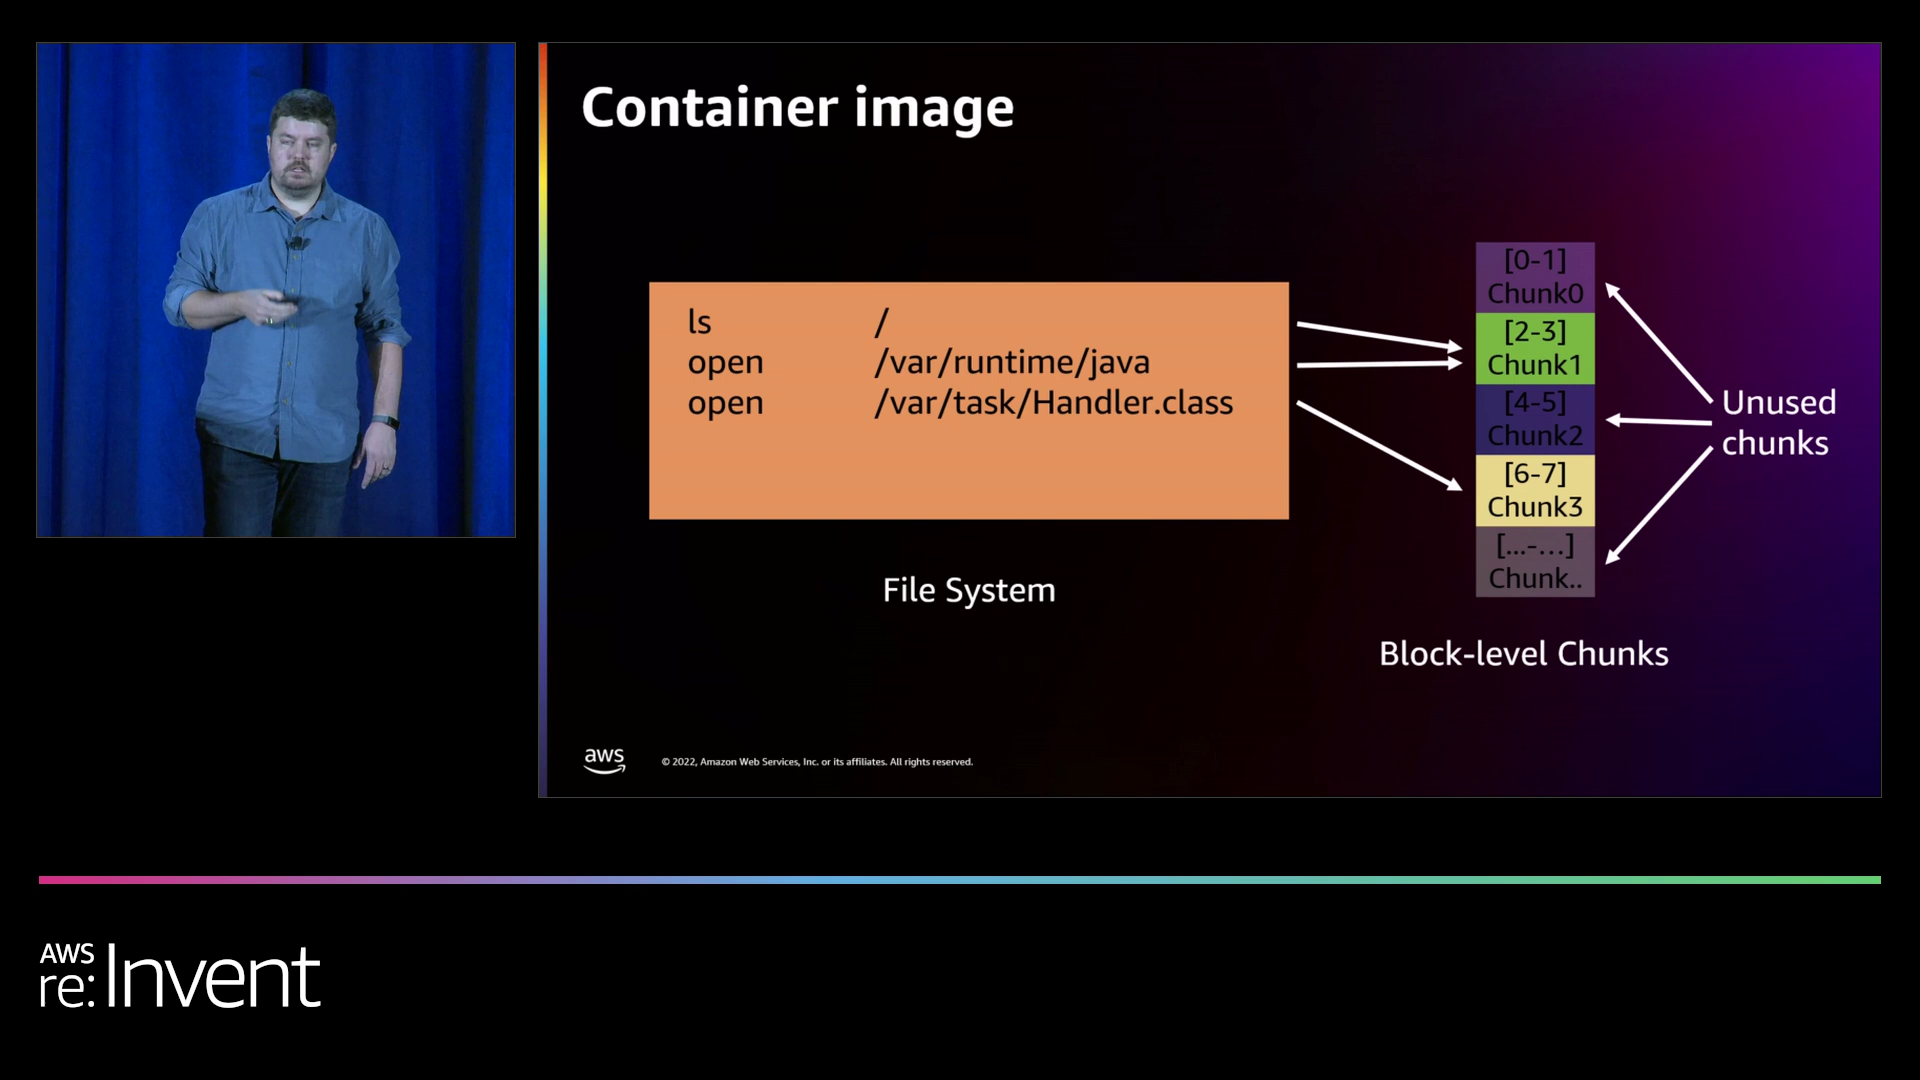 Container image
ls /
open /var/runtime/java
open /var/task/Handler.class
File System
[0-1]
Chunk0
[2-3]
Chunk1
[4-5]
Chunk2
[6-7]
Chunk3
[...-...]
Chunk..
Unused
chunks
Block-level Chunks
aws
© 2022, Amazon Web Services, Inc. or its affiliates. All rights reserved.
AWS
re:Invent